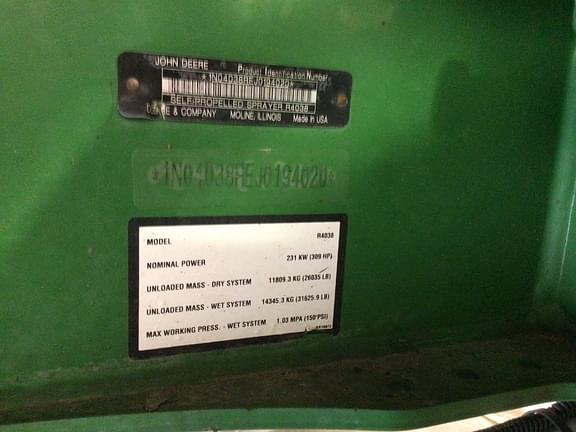 JOHN DEERE Product Identification Number
*1N04038REJ0194020*
SELF-PROPELLED SPRAYER R4038
DEERE & COMPANY MOLINE, ILLINOIS Made in USA
*1N04038REJ0194020*
MODEL R4038
NOMINAL POWER 231 KW (309 HP)
UNLOADED MASS - DRY SYSTEM 11809.3 KG (26035 LB)
UNLOADED MASS - WET SYSTEM 14345.3 KG (31625.9 LB)
MAX WORKING PRESS. - WET SYSTEM 1.03 MPA (150 PSI)